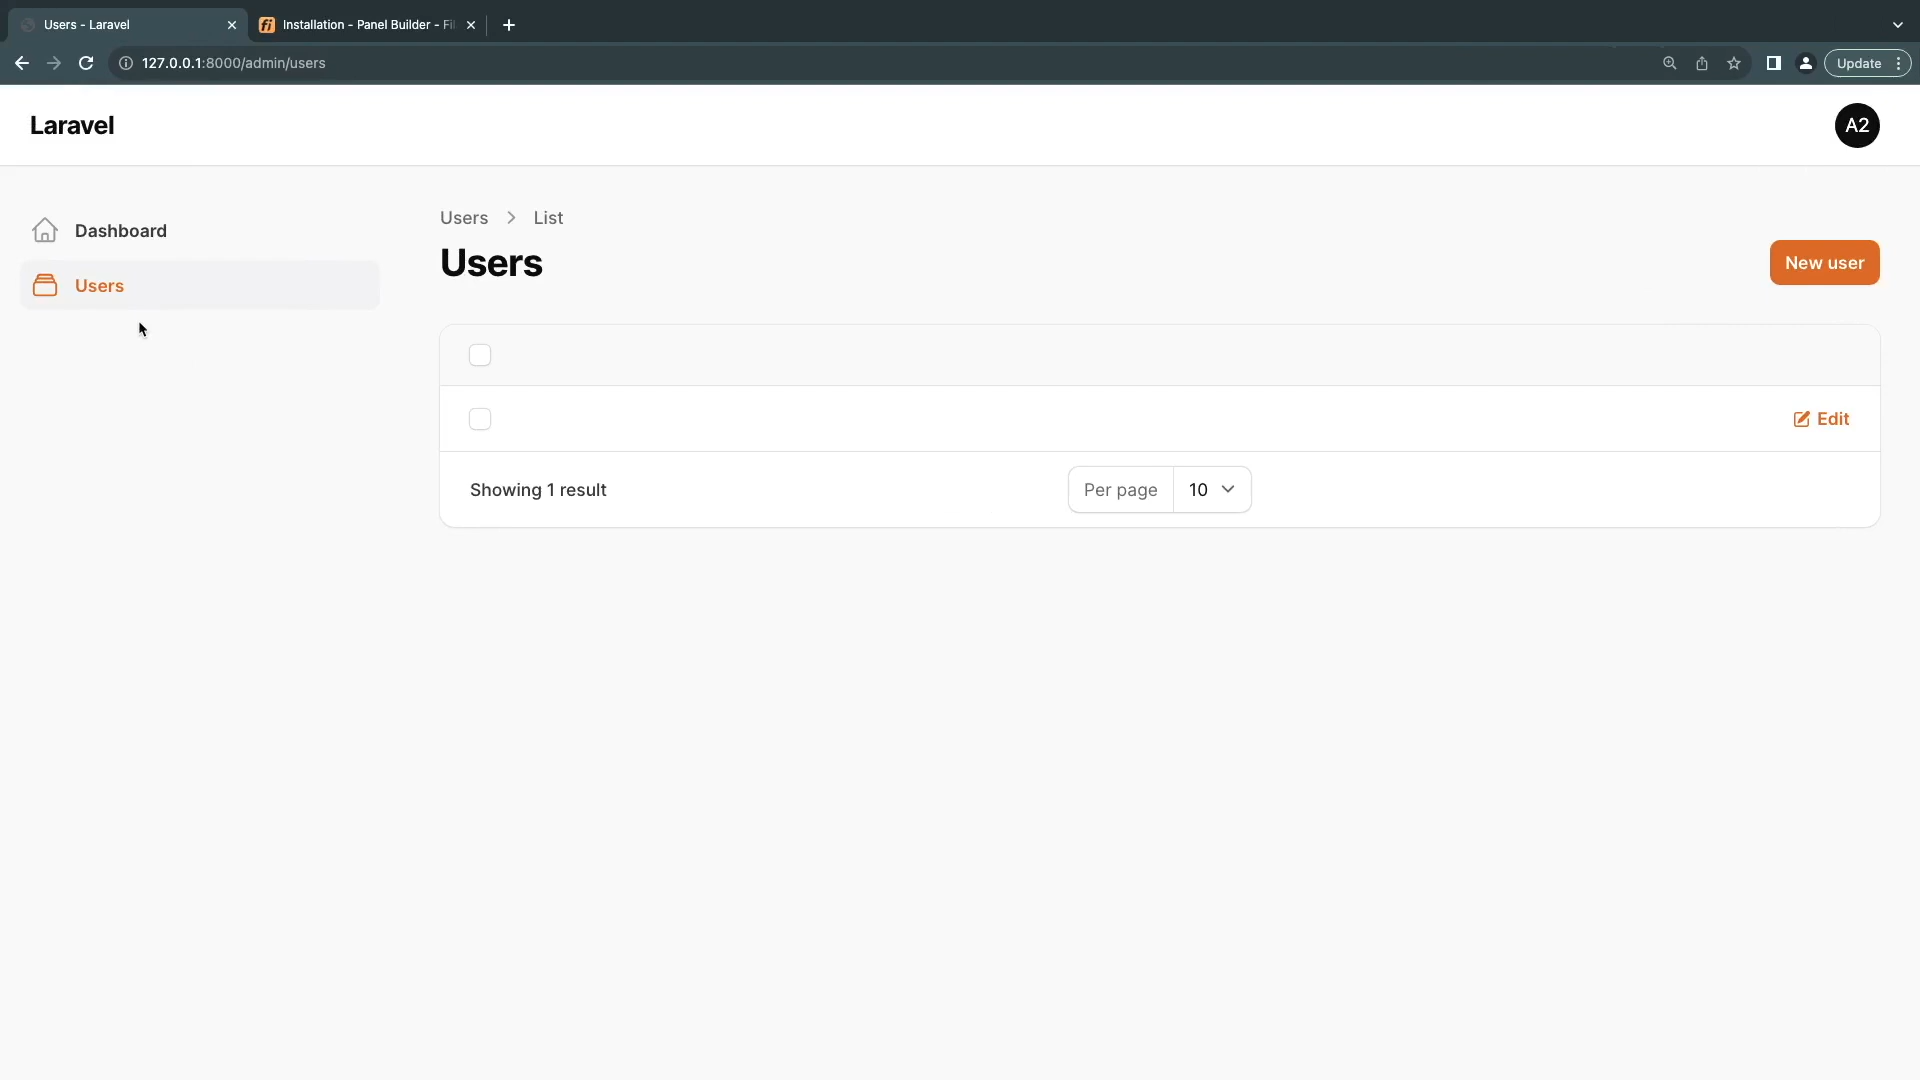 Users - Laravel
Installation - Panel Builder - Fil
127.0.0.1:8000/admin/users
Update
Laravel
A2
Dashboard
Users
Users > List
Users
New user
Edit
Showing 1 result
Per page 10